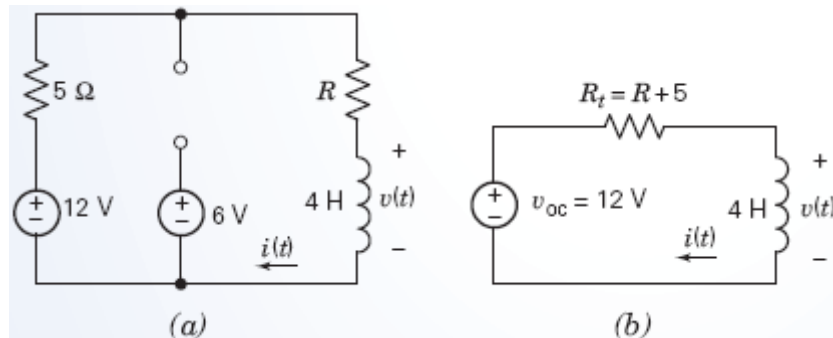 5 Ω
R
12 V
6 V
4 H
+
v(t)
−
i(t)
(a)
R_t = R + 5
v_oc = 12 V
4 H
+
v(t)
−
i(t)
(b)